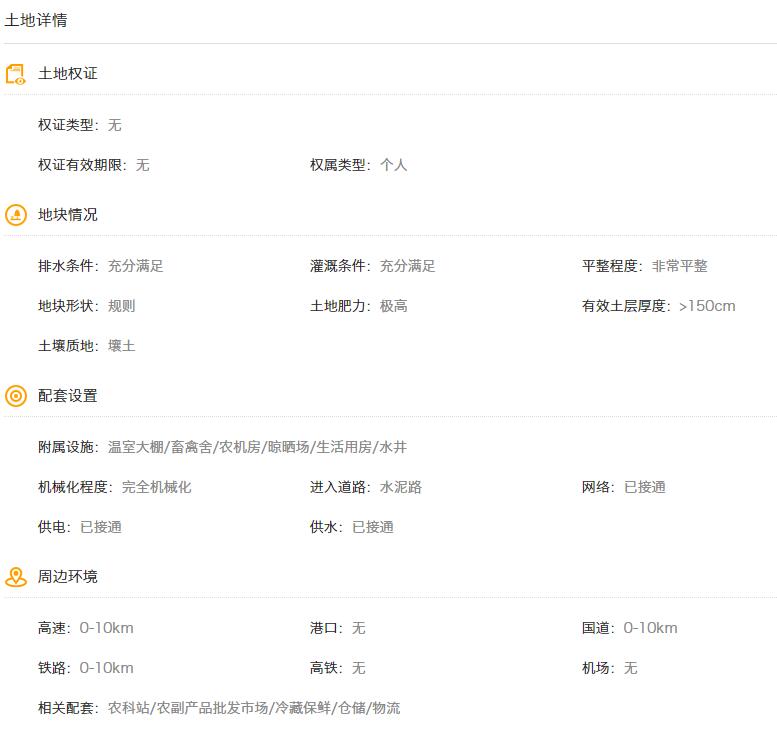 土地详情
土地权证
权证类型：无
权证有效期限：无 权属类型：个人
地块情况
排水条件：充分满足 灌溉条件：充分满足 平整程度：非常平整
地块形状：规则 土地肥力：极高 有效土层厚度：>150cm
土壤质地：壤土
配套设置
附属设施：温室大棚/畜禽舍/农机房/晾晒场/生活用房/水井
机械化程度：完全机械化 进入道路：水泥路 网络：已接通
供电：已接通 供水：已接通
周边环境
高速：0-10km 港口：无 国道：0-10km
铁路：0-10km 高铁：无 机场：无
相关配套：农科站/农副产品批发市场/冷藏保鲜/仓储/物流